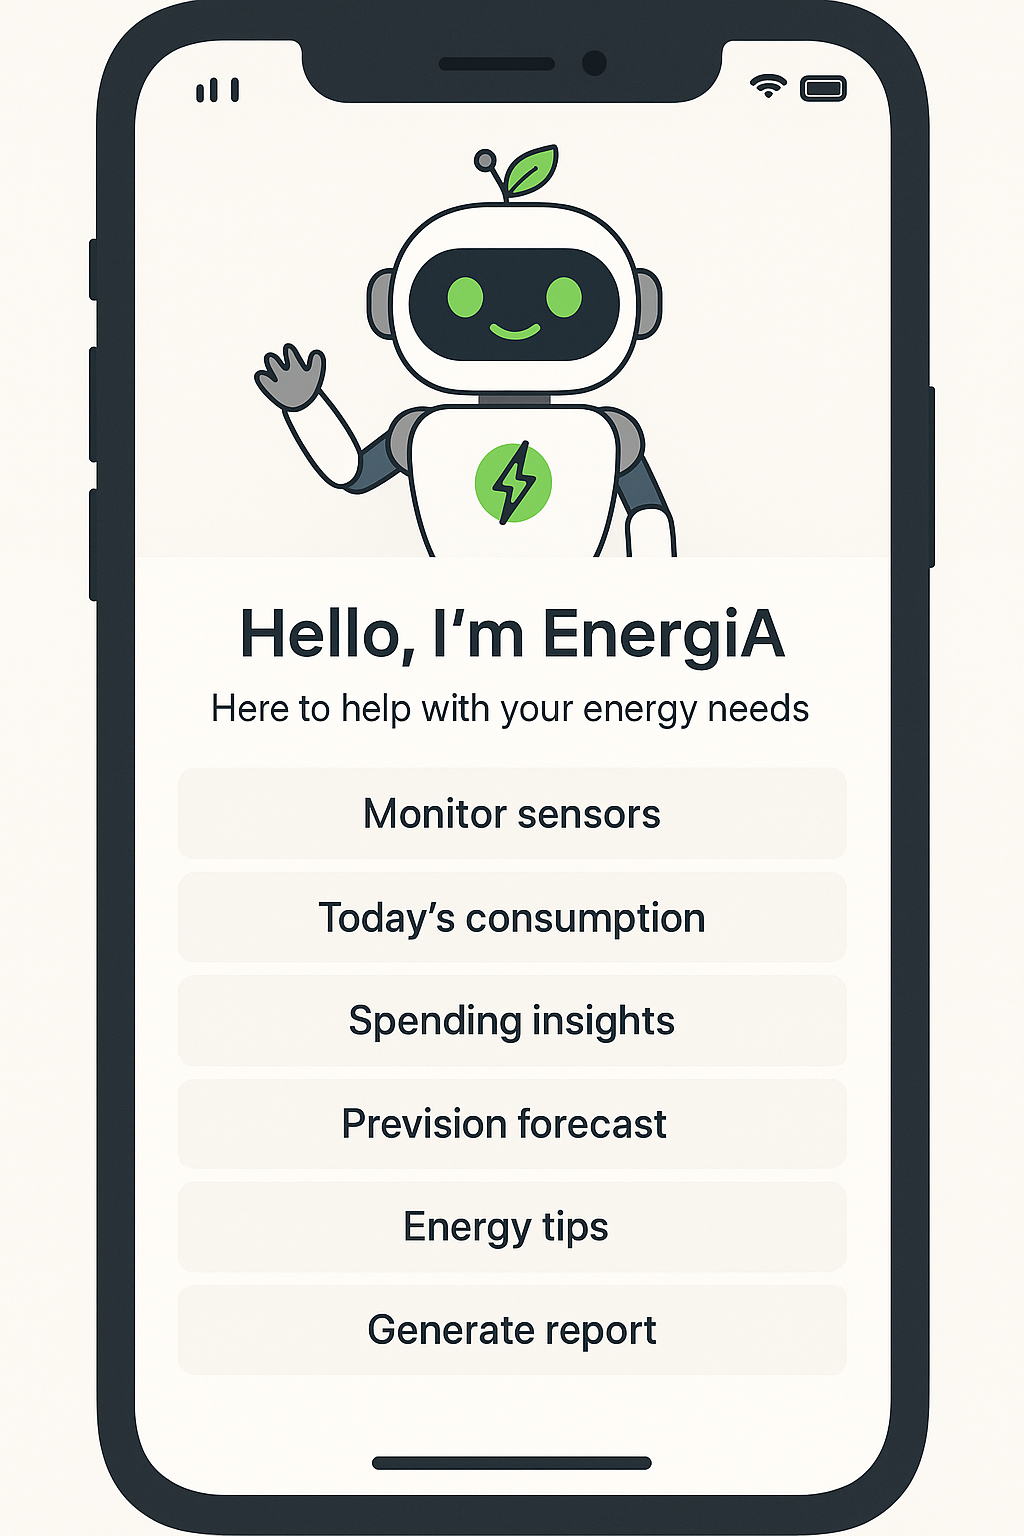 Hello, I‘m EnergiA
Here to help with your energy needs
Monitor sensors
Today’s consumption
Spending insights
Prevision forecast
Energy tips
Generate report